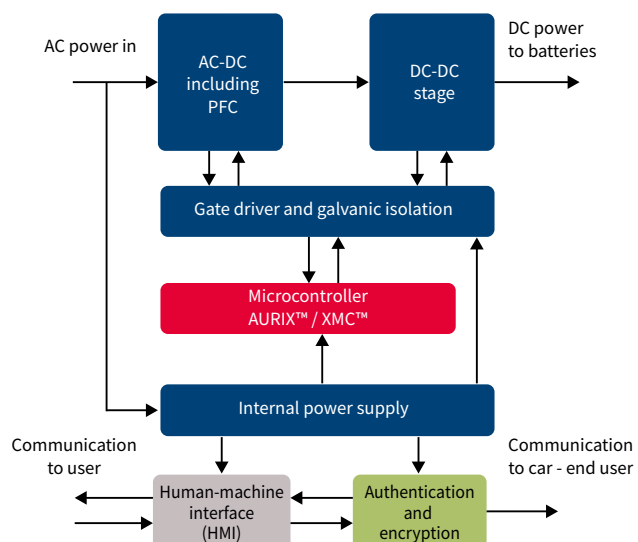 AC power in
AC-DC
including
PFC
DC-DC
stage
DC power
to batteries
Gate driver and galvanic isolation
Microcontroller
AURIX™ / XMC™
Internal power supply
Communication
to user
Human-machine
interface
(HMI)
Authentication
and
encryption
Communication
to car - end user